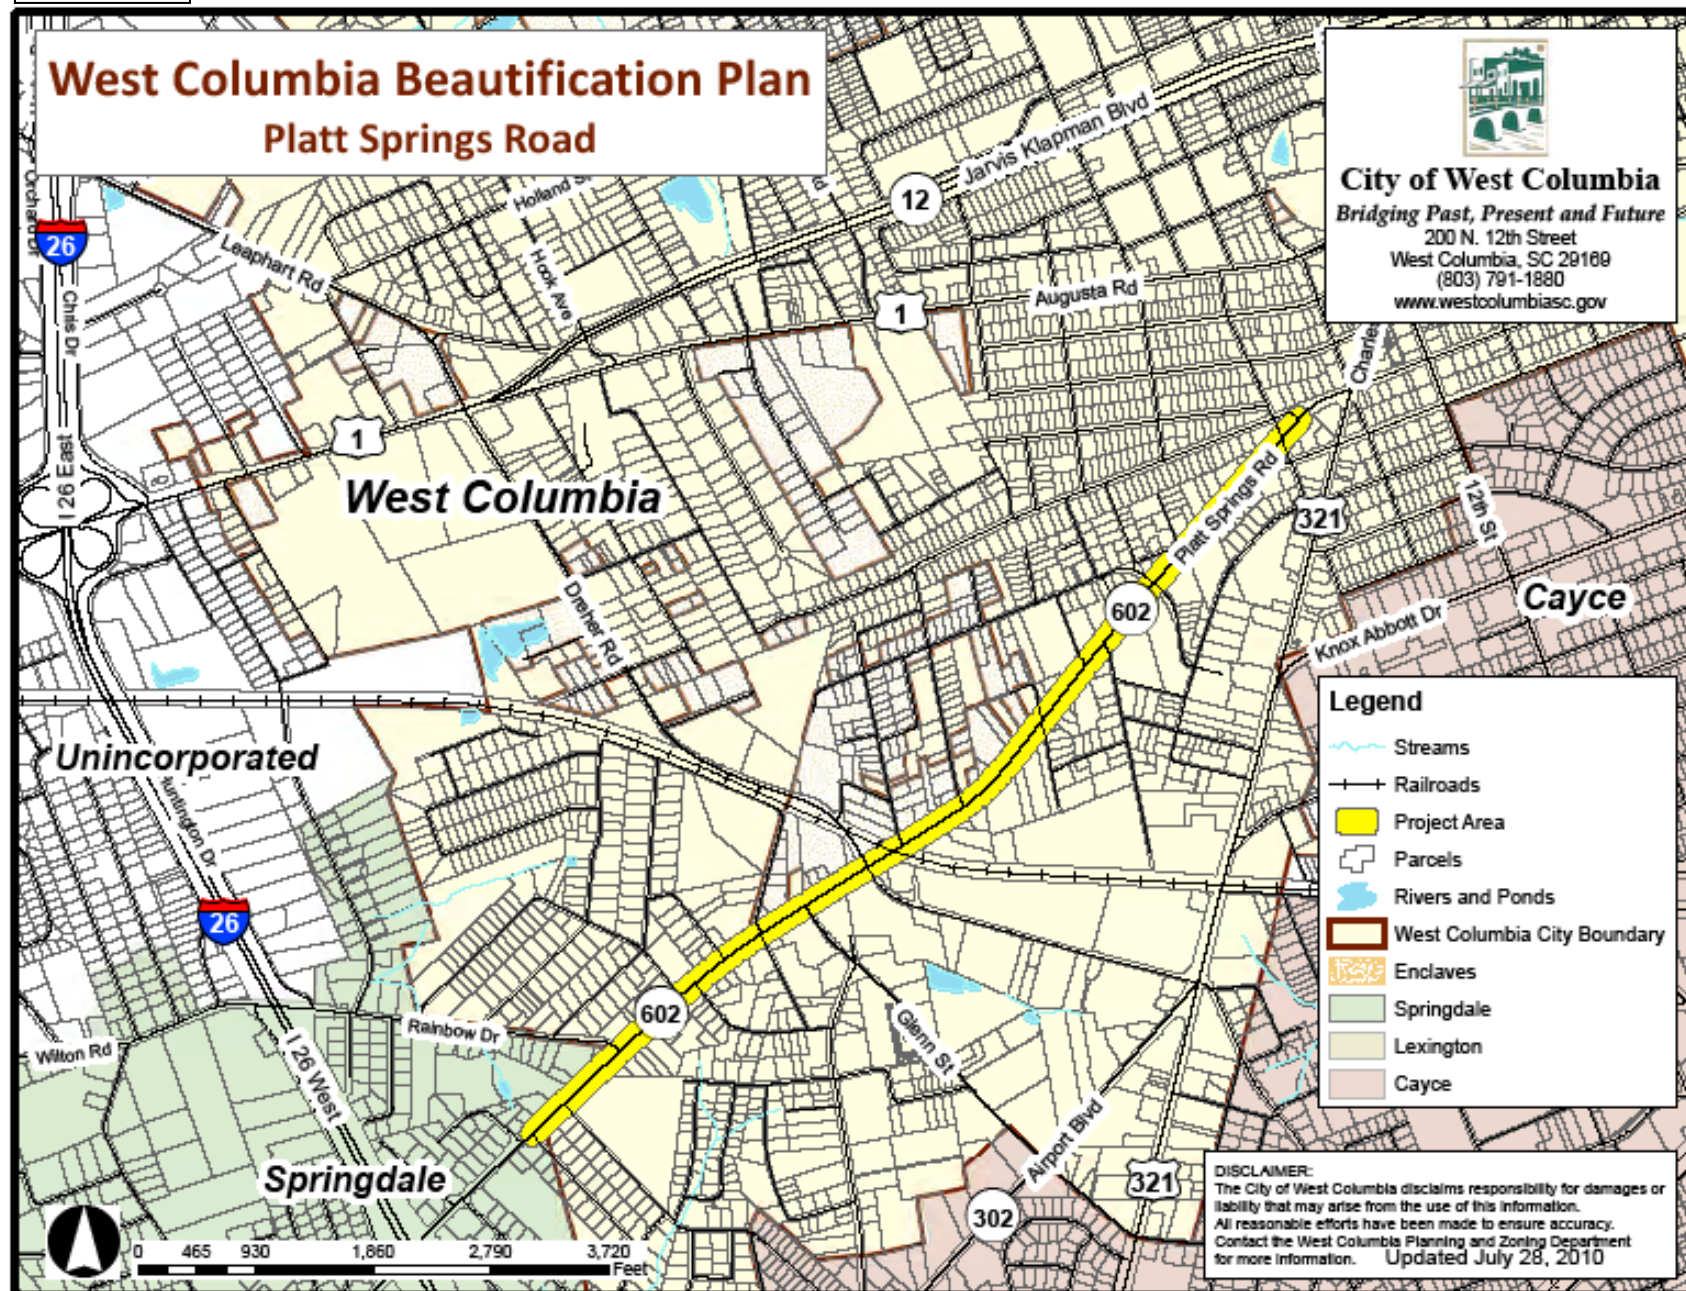 West Columbia Beautification Plan
Platt Springs Road
City of West Columbia
Bridging Past, Present and Future
200 N. 12th Street
West Columbia, SC 29169
(803) 791-1880
www.westcolumbiasc.gov
Jarvis Klapman Blvd
12
Holland
Hook Ave
Leaphart Rd
26
Augusta Rd
1
Charles
1
I 26 East
West Columbia
Platt Springs Rd
321
12th St
Cayce
602
Dreher Rd
Knox Abbott Dr
Unincorporated
Huntington Dr
26
602
Rainbow Dr
Wilton Rd
I 26 West
Glenn St
Airport Blvd
Springdale
321
302
Legend
Streams
Railroads
Project Area
Parcels
Rivers and Ponds
West Columbia City Boundary
Enclaves
Springdale
Lexington
Cayce
DISCLAIMER:
The City of West Columbia disclaims responsibility for damages or
liability that may arise from the use of this information.
All reasonable efforts have been made to ensure accuracy.
Contact the West Columbia Planning and Zoning Department
for more information. Updated July 28, 2010
0 465 930 1,860 2,790 3,720
Feet